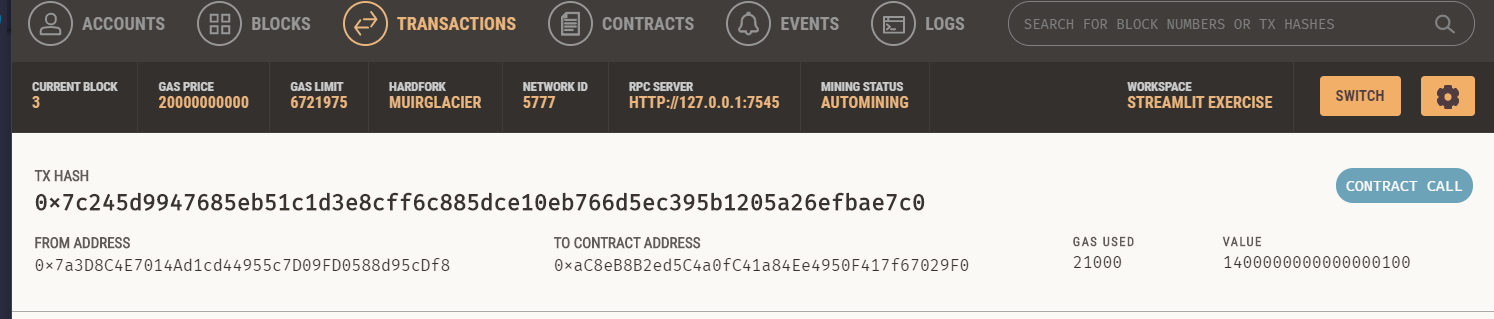 ACCOUNTS BLOCKS TRANSACTIONS CONTRACTS EVENTS LOGS SEARCH FOR BLOCK NUMBERS OR TX HASHES
CURRENT BLOCK GAS PRICE GAS LIMIT HARDFORK NETWORK ID RPC SERVER MINING STATUS WORKSPACE
3 20000000000 6721975 MUIRGLACIER 5777 HTTP://127.0.0.1:7545 AUTOMINING STREAMLIT EXERCISE SWITCH
TX HASH
0×7c245d9947685eb51c1d3e8cff6c885dce10eb766d5ec395b1205a26efbae7c0 CONTRACT CALL
FROM ADDRESS TO CONTRACT ADDRESS GAS USED VALUE
0×7a3D8C4E7014Ad1cd44955c7D09FD0588d95cDf8 0×aC8eB8B2ed5C4a0fC41a84Ee4950F417f67029F0 21000 1400000000000000100